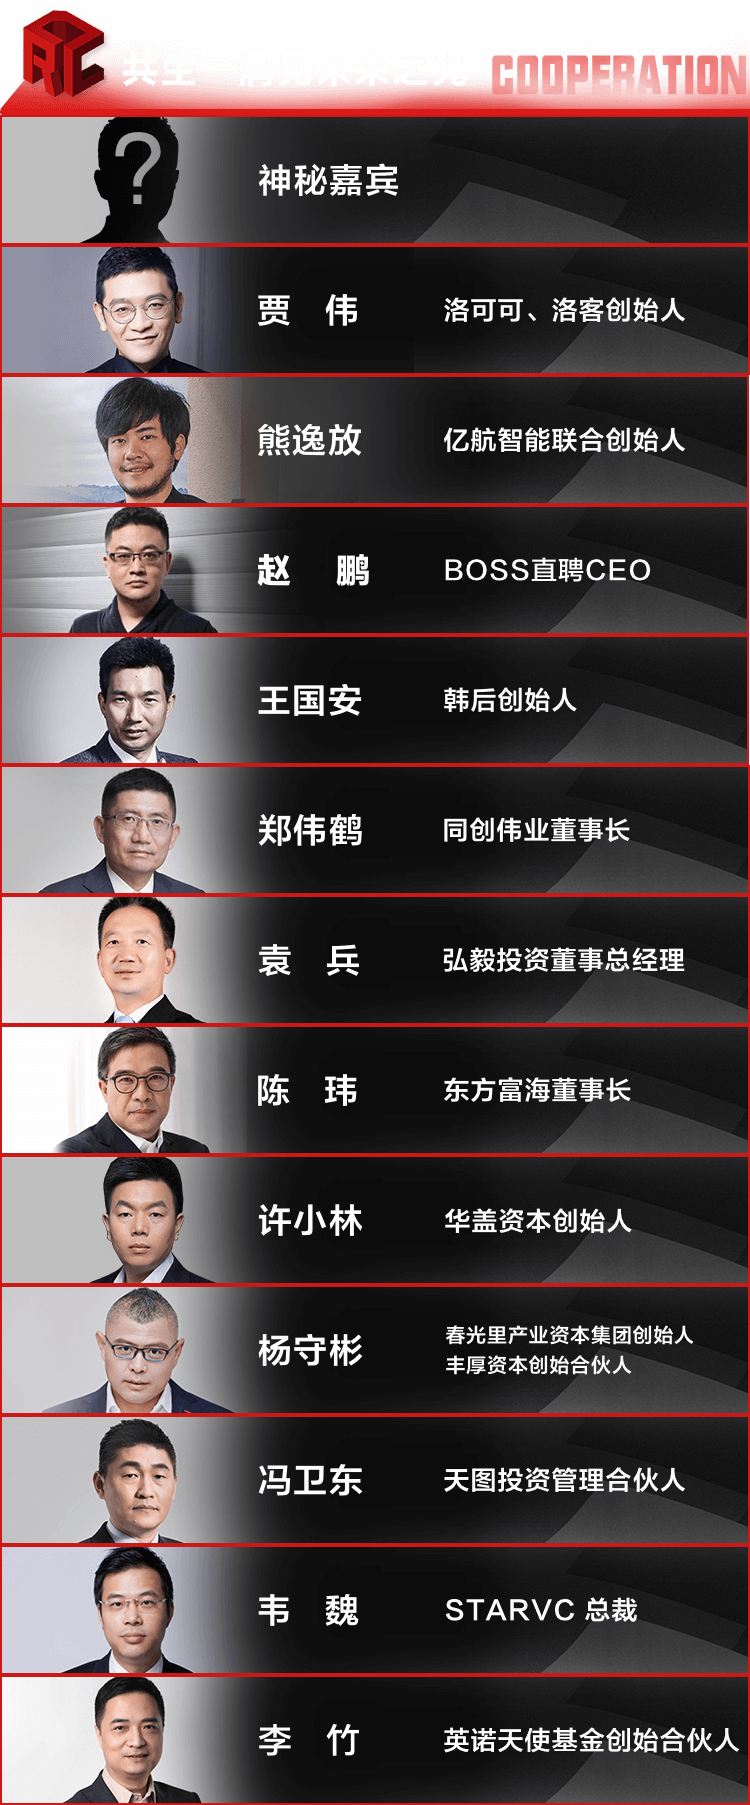 RC
共生 洞见未来之光 COOPERATION
?
神秘嘉宾
贾 伟 洛可可、洛客创始人
熊逸放 亿航智能联合创始人
赵 鹏 BOSS直聘CEO
王国安 韩后创始人
郑伟鹤 同创伟业董事长
袁 兵 弘毅投资董事总经理
陈 玮 东方富海董事长
许小林 华盖资本创始人
杨守彬 春光里产业资本集团创始人
丰厚资本创始合伙人
冯卫东 天图投资管理合伙人
韦 魏 STARVC 总裁
李 竹 英诺天使基金创始合伙人